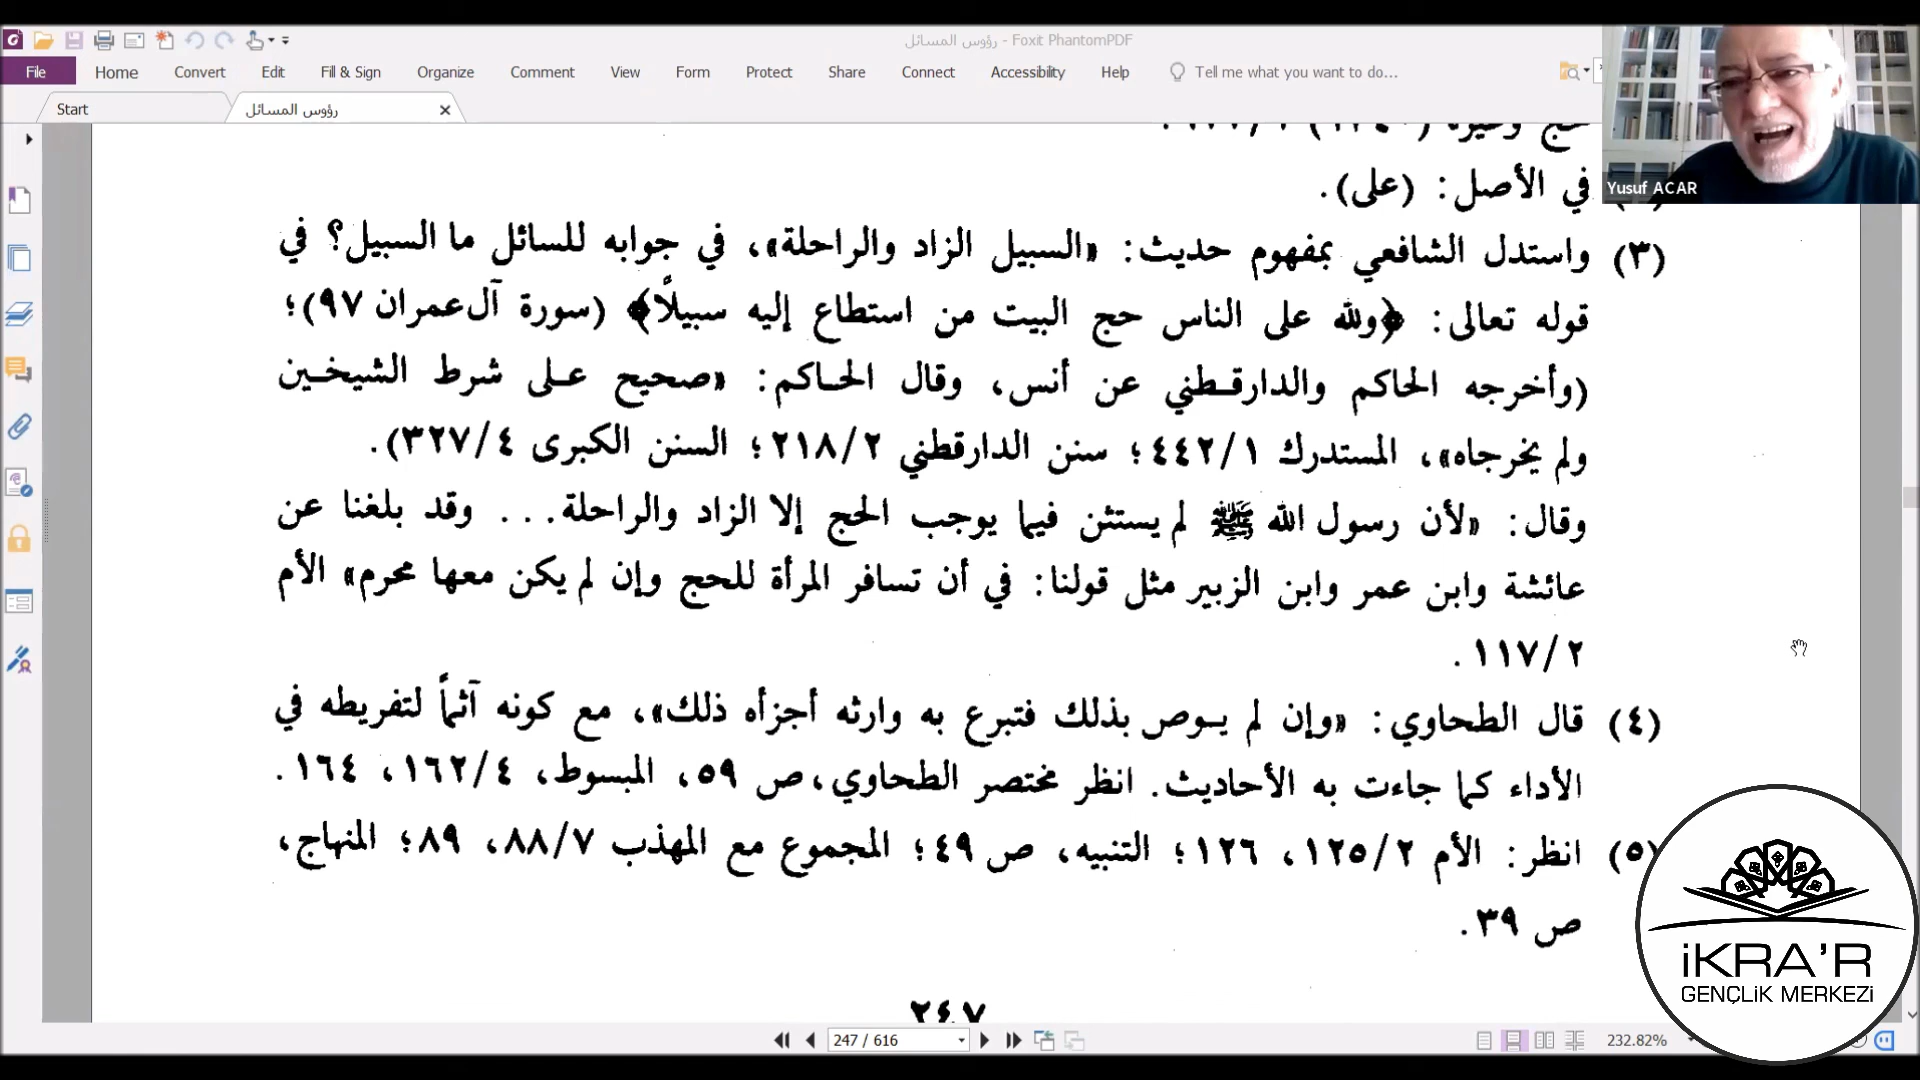 رؤوس المسائل - Foxit PhantomPDF
File Home Convert Edit Fill & Sign Organize Comment View Form Protect Share Connect Accessibility Help Tell me what you want to do...
Start رؤوس المسائل
Yusuf ACAR
في الأصل: (على).
(٣) واستدل الشافعي بمفهوم حديث: «السبيل الزاد والراحلة»، في جوابه للسائل ما السبيل؟ في
قوله تعالى: ﴿ولله على الناس حج البيت من استطاع إليه سبيلاً﴾ (سورة آل عمران ٩٧)؛
(وأخرجه الحاكم والدارقطني عن أنس، وقال الحاكم: «صحيح على شرط الشيخين
ولم يخرجاه»، المستدرك ٤٤٢/١؛ سنن الدارقطني ٢١٨/٢؛ السنن الكبرى ٣٢٧/٤).
وقال: «لأن رسول الله ﷺ لم يستثن فيما يوجب الحج إلا الزاد والراحلة... وقد بلغنا عن
عائشة وابن عمر وابن الزبير مثل قولنا: في أن تسافر المرأة للحج وإن لم يكن معها محرم» الأم
١١٧/٢.
(٤) قال الطحاوي: «وإن لم يوص بذلك فتبرع به وارثه أجزأه ذلك»، مع كونه آثماً لتفريطه في
الأداء كما جاءت به الأحاديث. انظر مختصر الطحاوي، ص ٥٩، المبسوط، ١٦٢/٤، ١٦٤.
(٥) انظر: الأم ١٢٥/٢، ١٢٦؛ التنبيه، ص ٤٩؛ المجموع مع المهذب ٨٨/٧، ٨٩؛ المنهاج،
ص ٣٩.
٢٤٧
iKRA'R
GENÇLiK MERKEZi
247 / 616
232.82%